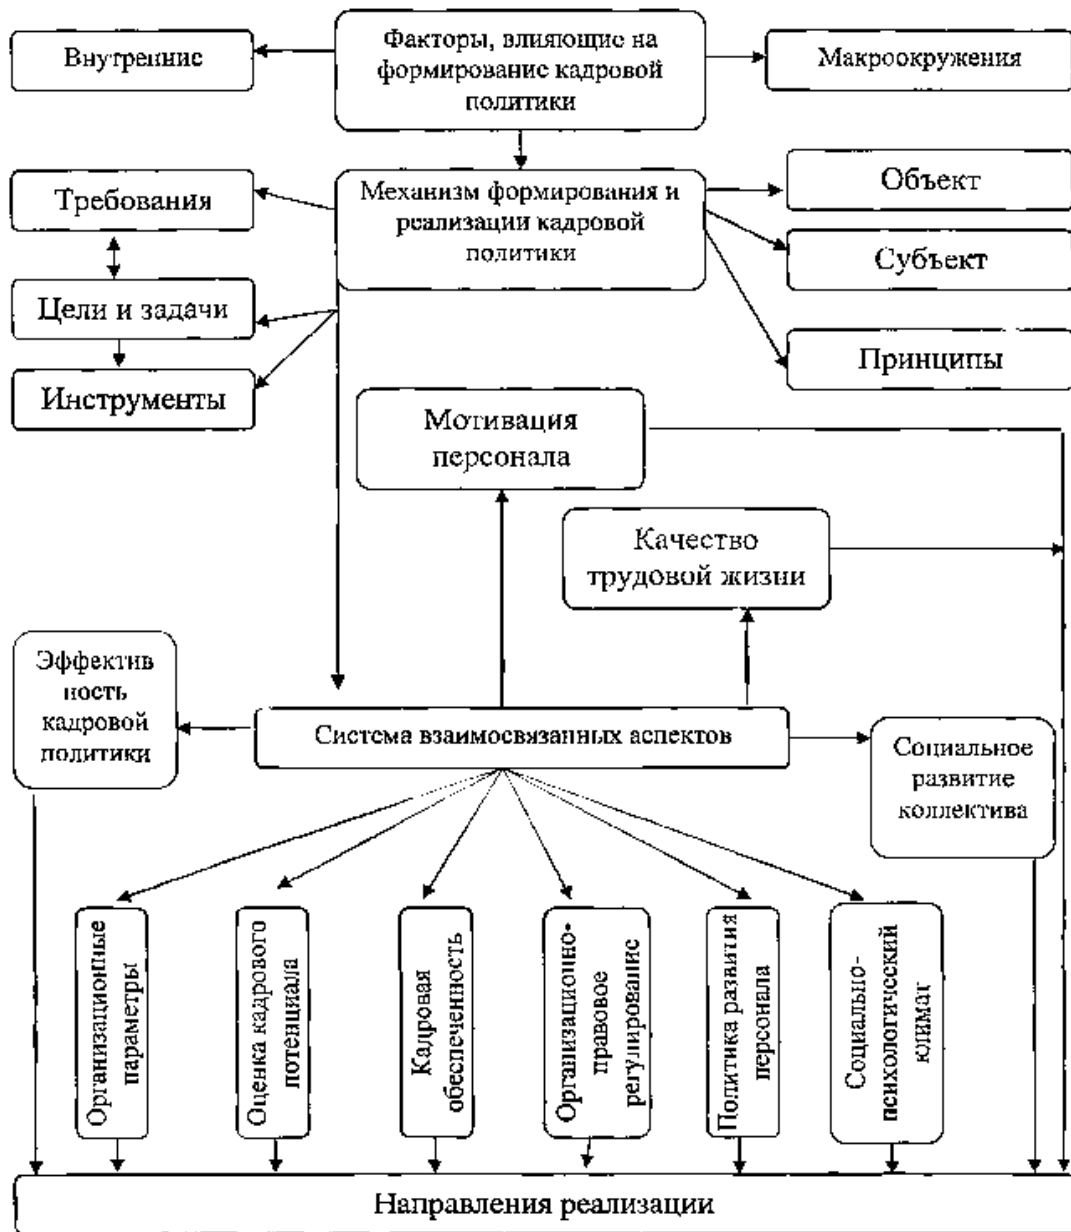 Внутренние
Факторы, влияющие на
формирование кадровой
политики
Макроокружения
Требования
Механизм формирования и
реализации кадровой
политики
Объект
Субъект
Цели и задачи
Принципы
Инструменты
Мотивация
персонала
Качество
трудовой жизни
Эффектив
ность
кадровой
политики
Система взаимосвязанных аспектов
Социальное
развитие
коллектива
Организационные
параметры
Оценка кадрового
потенциала
Кадровая
обеспеченность
Организационно-
правовое
регулирование
Политика развития
персонала
Социально-
психологический
климат
Направления реализации